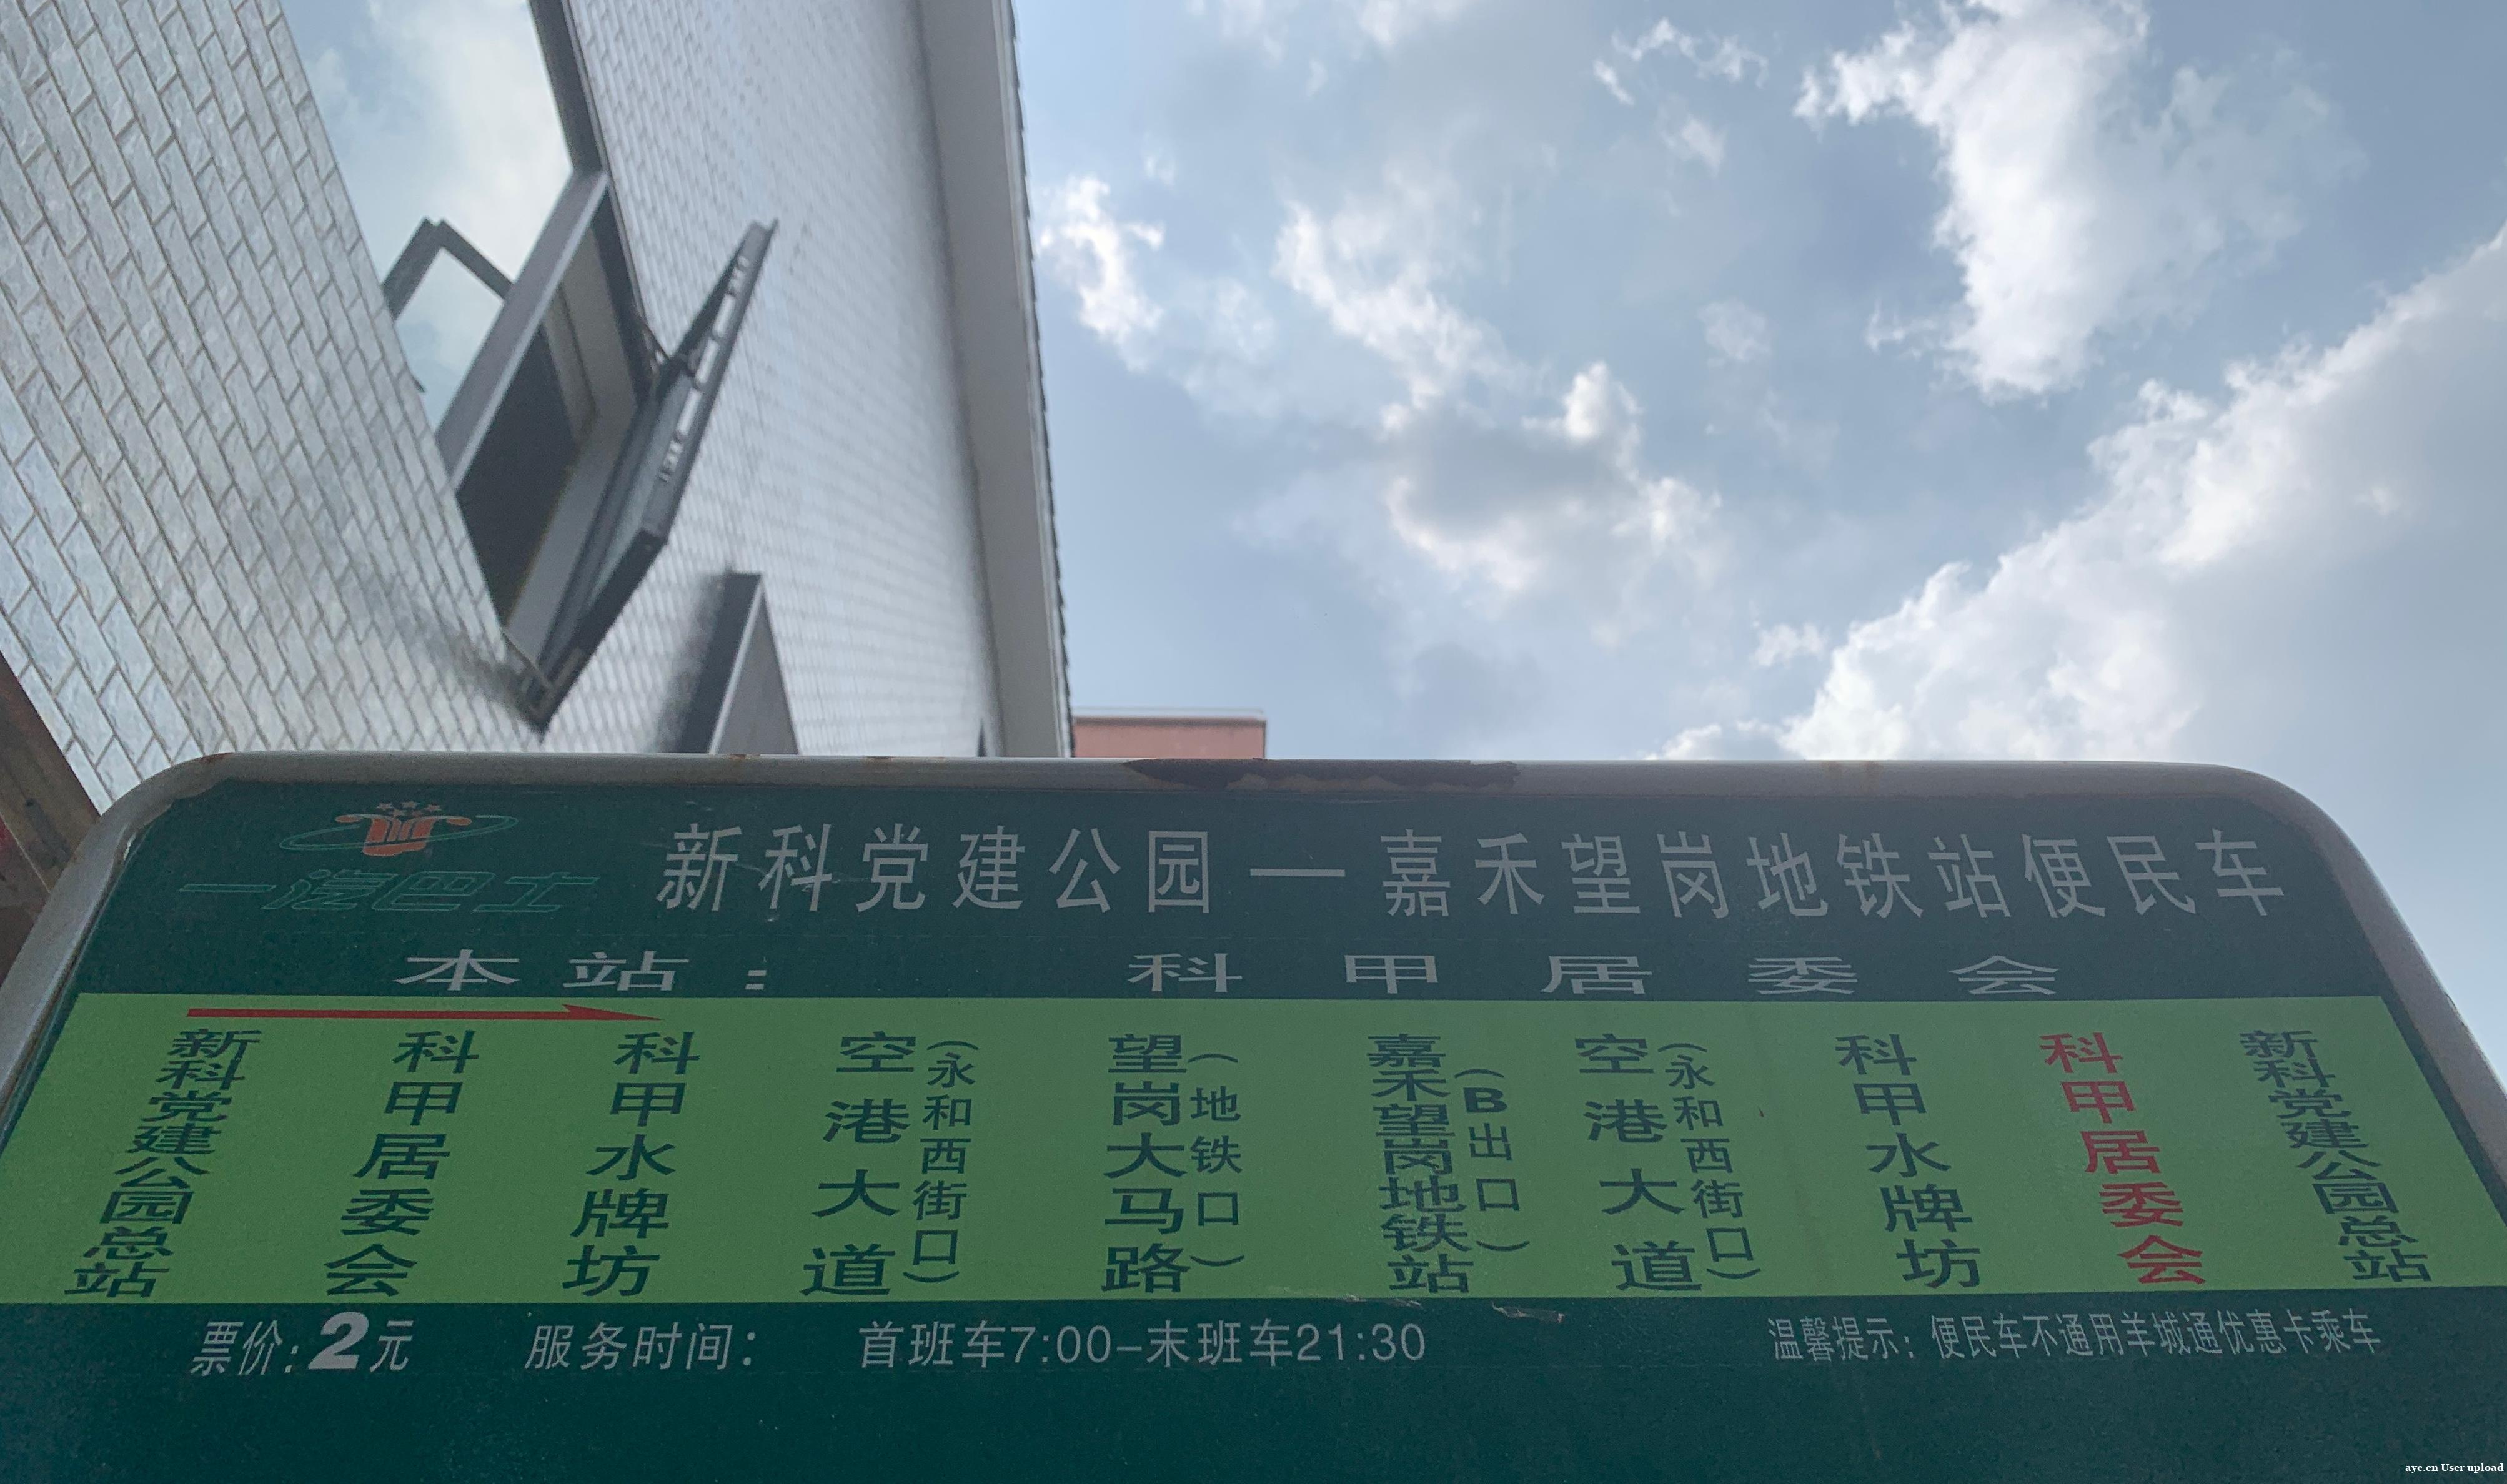 一汽巴士
新科党建公园—嘉禾望岗地铁站便民车
本站：科甲居委会
新科党建公园总站
科甲居委会
科甲水牌坊
空港大道
（永和西街口）
望岗大马路
（地铁口）
嘉禾望岗地铁站
（B出口）
空港大道
（永和西街口）
科甲水牌坊
科甲居委会
新科党建公园总站
票价:2元 服务时间： 首班车7:00-末班车21:30 温馨提示：便民车不通用羊城通优惠卡乘车
ayc.cn User upload